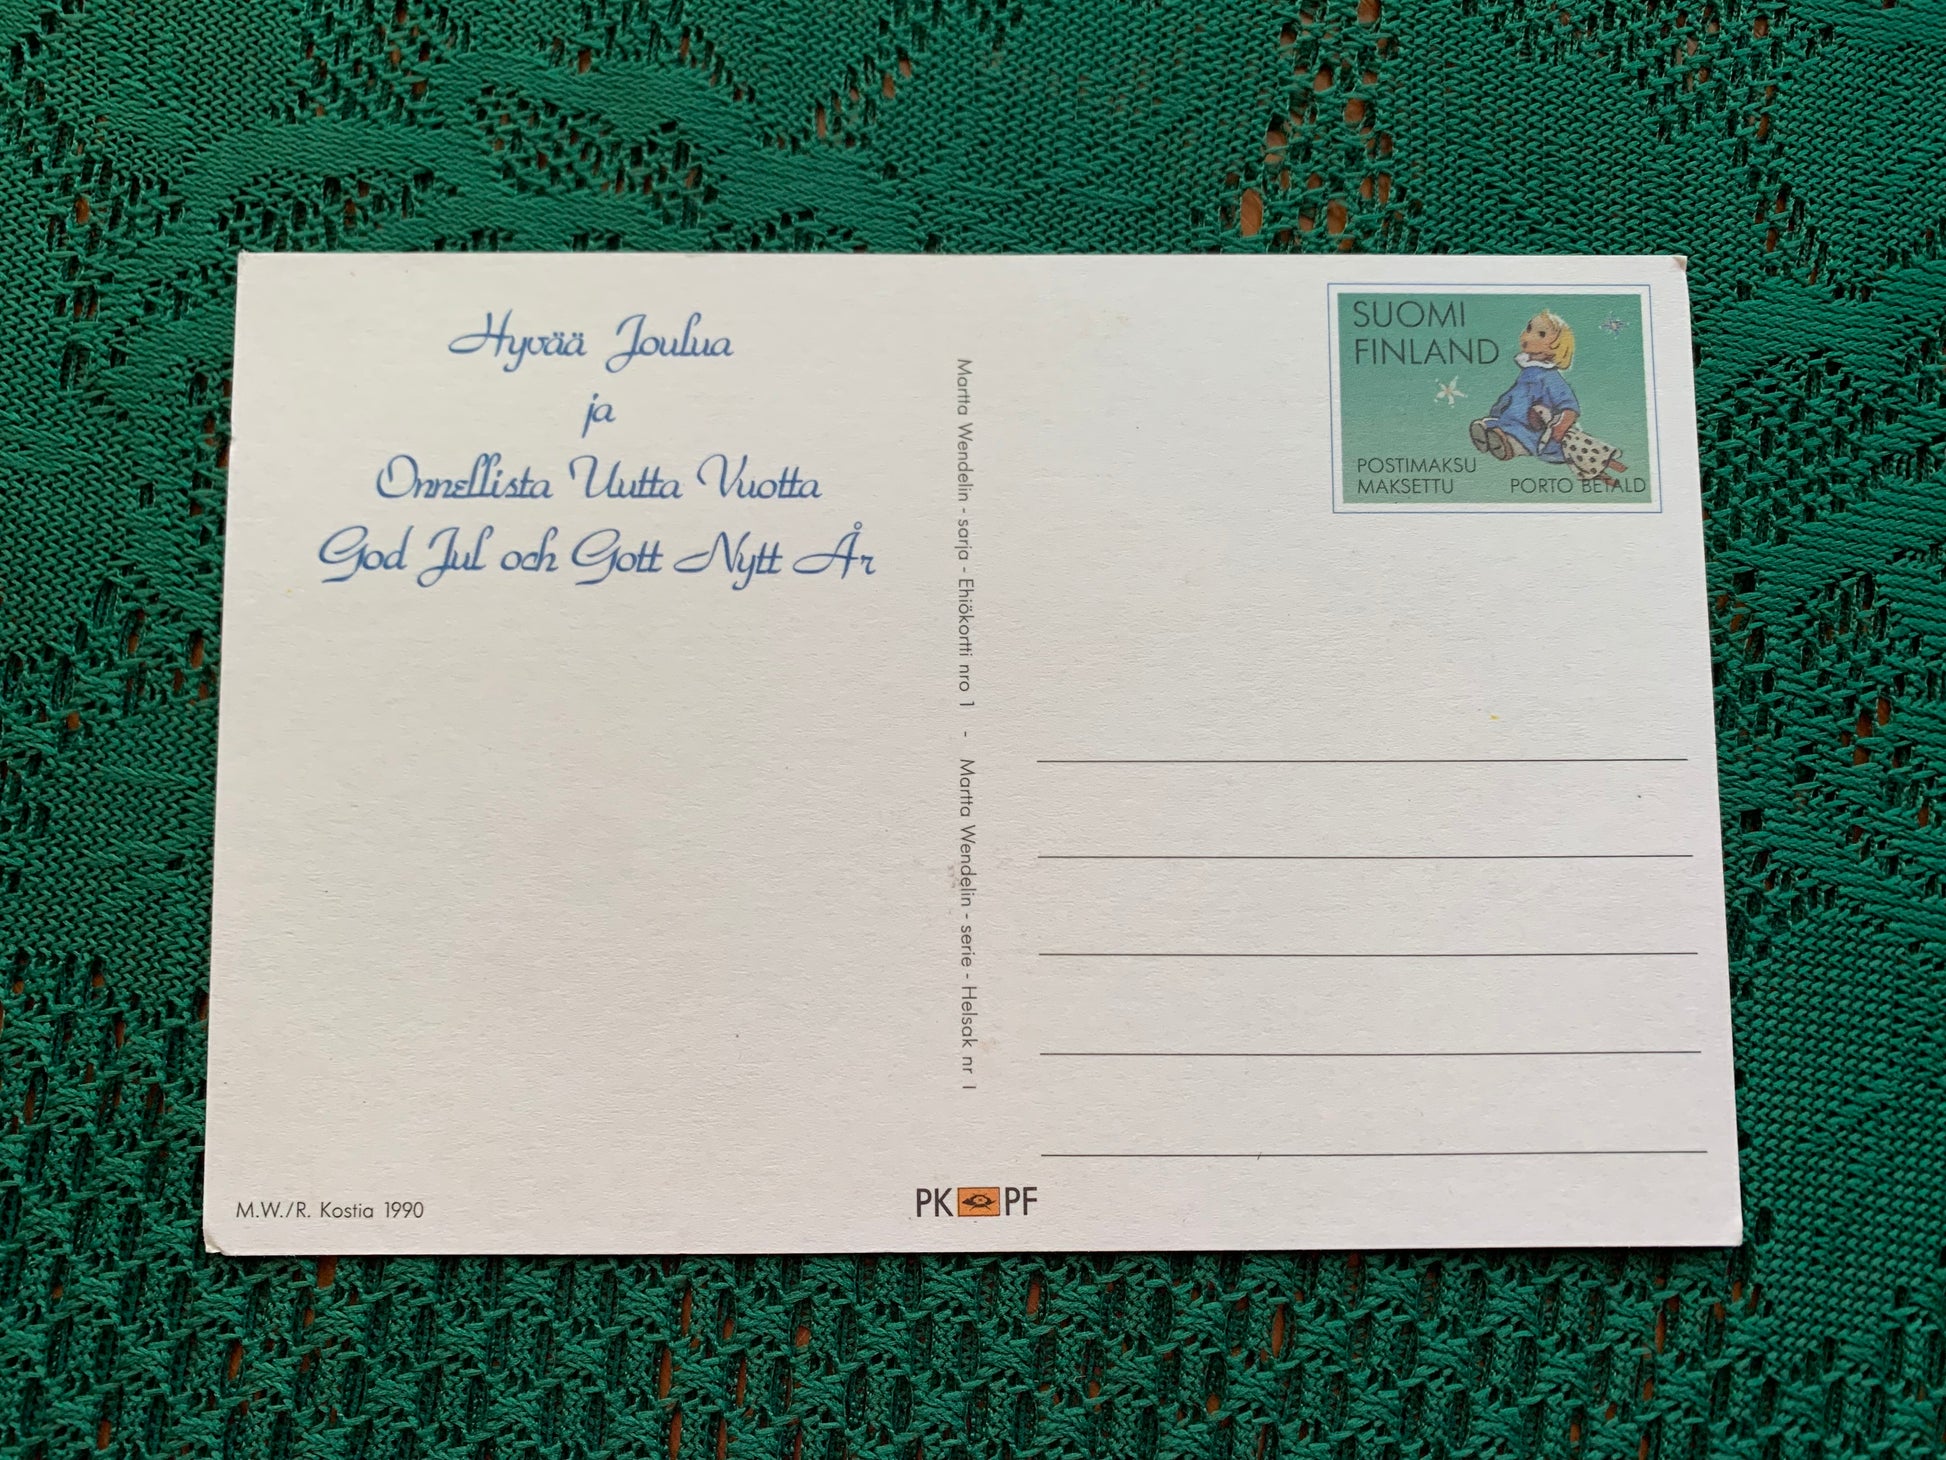 Hyvää Joulua
ja
Onnellista Uutta Vuotta
God Jul och Gott Nytt År
Martta Wendelin - sarja - Ehiökortti nro 1 - Martta Wendelin - serie - Helsak nr 1
SUOMI
FINLAND
POSTIMAKSU
MAKSETTU PORTO BETALD
M.W./R. Kostia 1990
PK PF